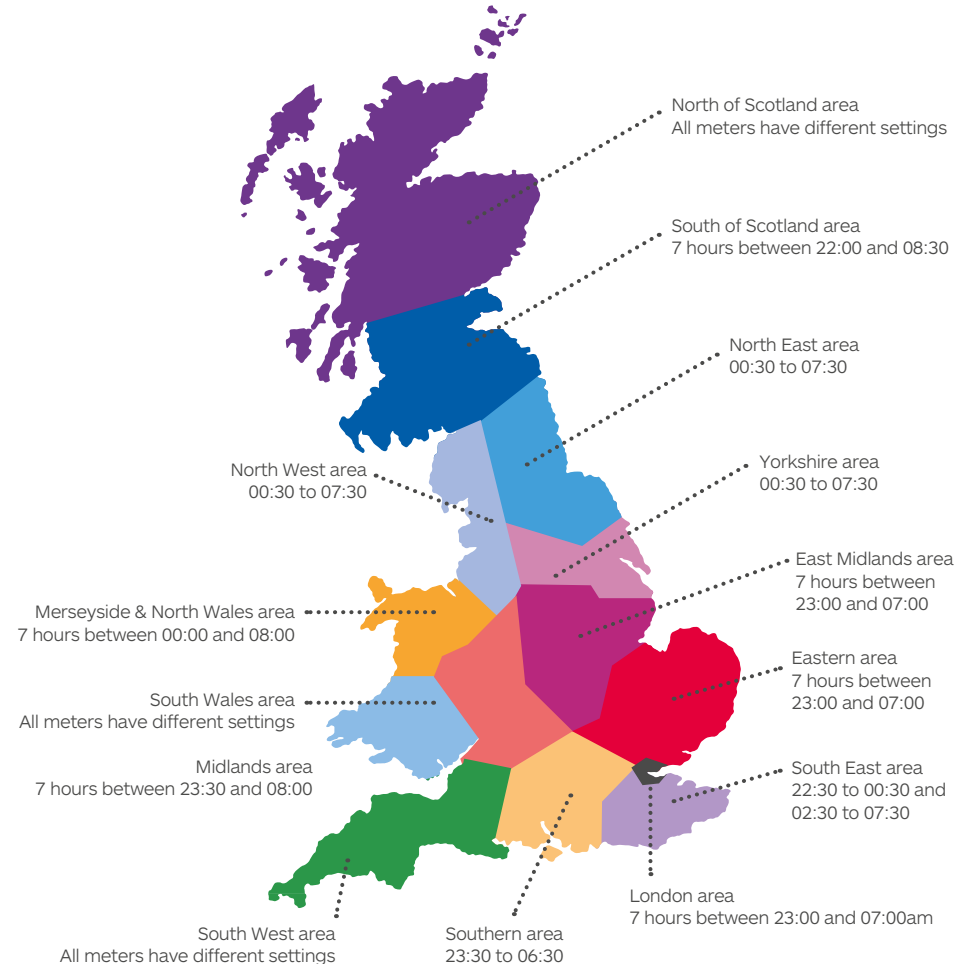 North of Scotland area
All meters have different settings
South of Scotland area
7 hours between 22:00 and 08:30
North East area
00:30 to 07:30
North West area
00:30 to 07:30
Yorkshire area
00:30 to 07:30
East Midlands area
7 hours between
23:00 and 07:00
Merseyside & North Wales area
7 hours between 00:00 and 08:00
Eastern area
7 hours between
23:00 and 07:00
South Wales area
All meters have different settings
Midlands area
7 hours between 23:30 and 08:00
South East area
22:30 to 00:30 and
02:30 to 07:30
London area
7 hours between 23:00 and 07:00am
South West area
All meters have different settings
Southern area
23:30 to 06:30